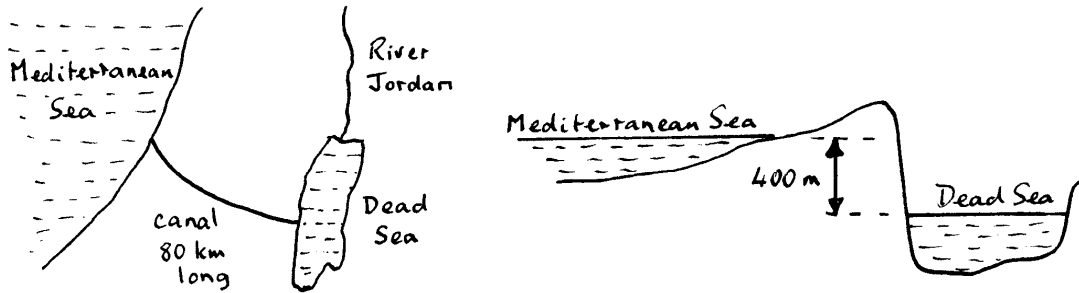 Mediterranean
Sea
River
Jordan
canal
80 km
long
Dead
Sea
Mediterranean Sea
400 m
Dead Sea